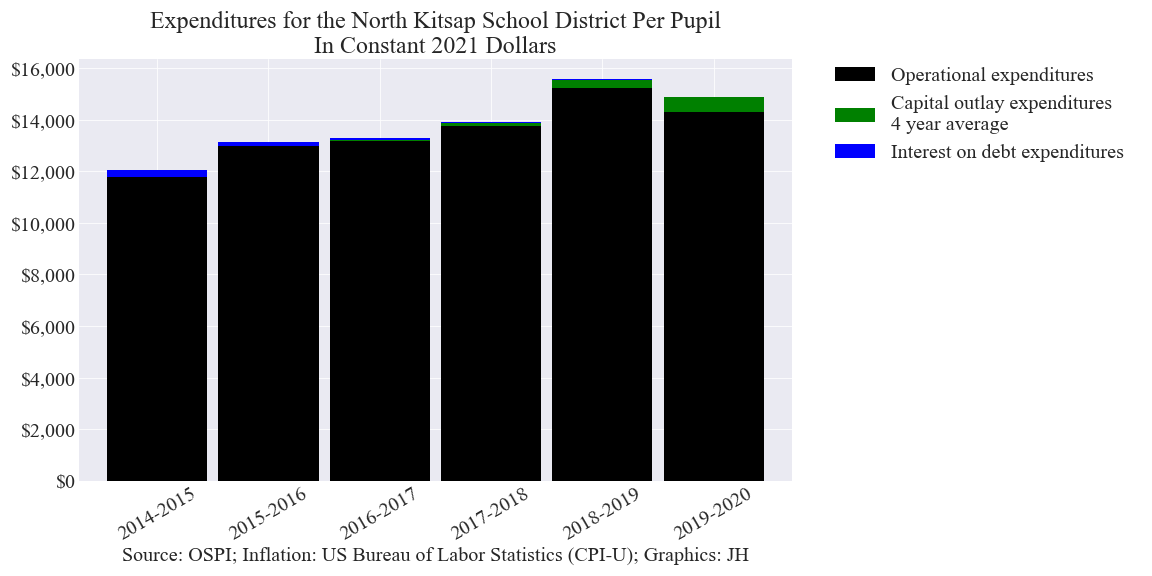 Expenditures for the North Kitsap School District Per Pupil
In Constant 2021 Dollars
$16,000
$14,000
$12,000
$10,000
$8,000
$6,000
$4,000
$2,000
$0
Operational expenditures
Capital outlay expenditures
4 year average
Interest on debt expenditures
2014-2015
2015-2016
2016-2017
2017-2018
2018-2019
2019-2020
Source: OSPI; Inflation: US Bureau of Labor Statistics (CPI-U); Graphics: JH